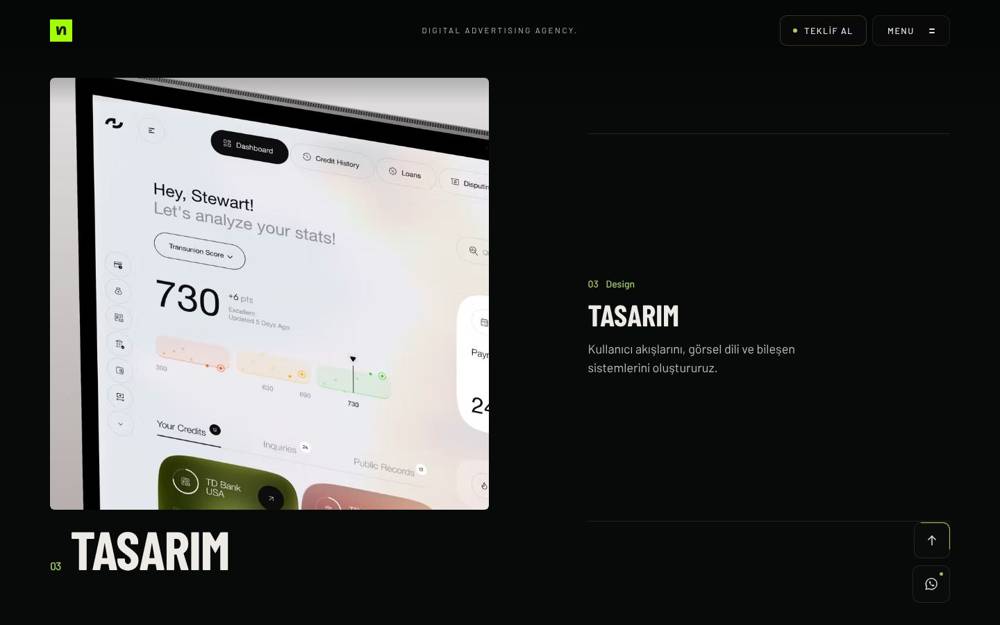 DIGITAL ADVERTISING AGENCY.
TEKLİF AL
MENU
Dashboard
Credit History
Loans
Hey, Stewart!
Let's analyze your stats!
Transunion Score
730
+6 pts
Excellent
Updated 5 Days Ago
300
630
690
730
Your Credits 12
Inquiries 24
Public Records
TD Bank
USA
03 TASARIM
03 Design
TASARIM
Kullanıcı akışlarını, görsel dili ve bileşen
sistemlerini oluştururuz.